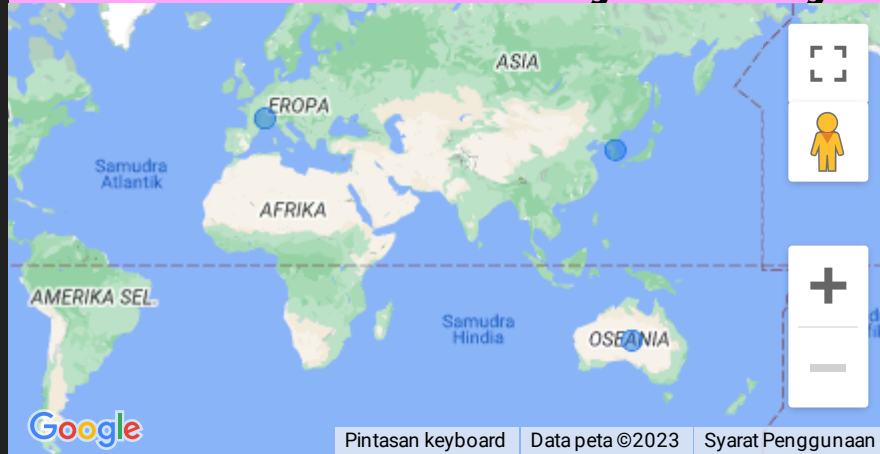 ASIA
EROPA
Samudra
Atlantik
AFRIKA
AMERIKA SEL.
Samudra
Hindia
OSEANIA
Google
Pintasan keyboard
Data peta ©2023
Syarat Penggunaan